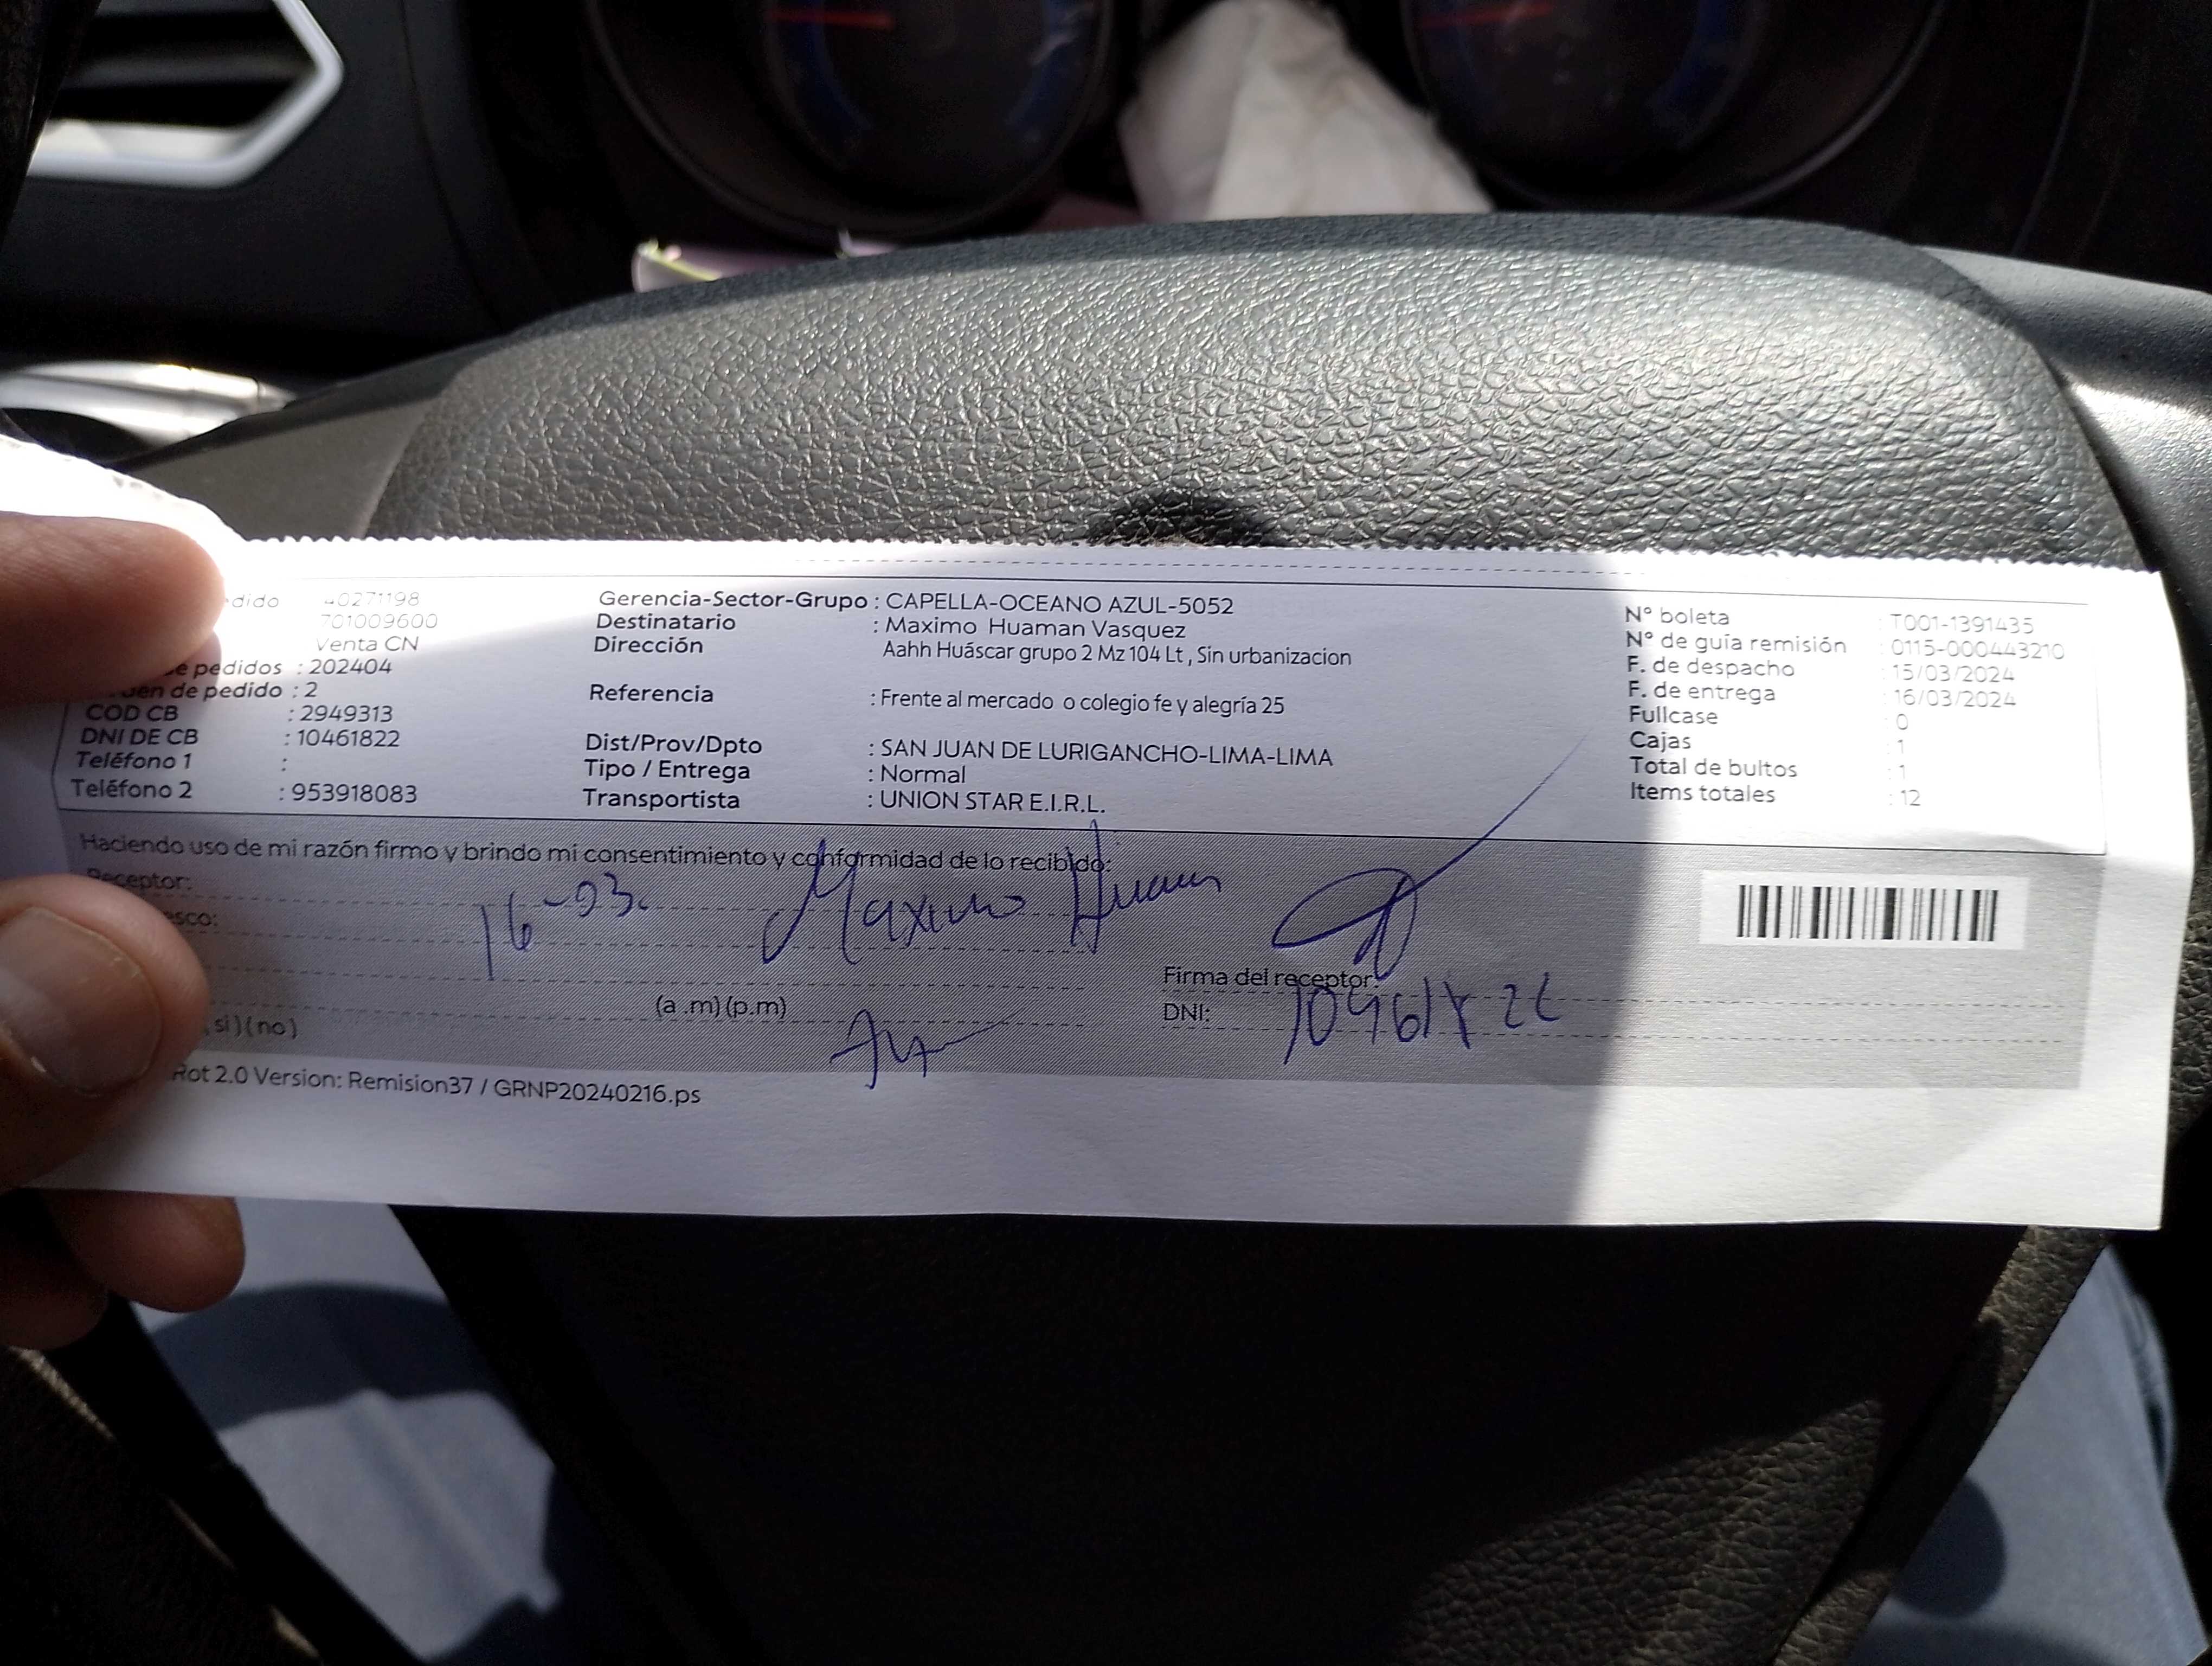 dido 40271198
701009600
Venta CN
e pedidos : 202404
en de pedido : 2
COD CB : 2949313
DNI DE CB : 10461822
Teléfono 1 :
Teléfono 2 : 953918083
Gerencia-Sector-Grupo : CAPELLA-OCEANO AZUL-5052
Destinatario : Maximo Huaman Vasquez
Dirección Aahh Huáscar grupo 2 Mz 104 Lt , Sin urbanizacion
Referencia : Frente al mercado o colegio fe y alegría 25
Dist/Prov/Dpto : SAN JUAN DE LURIGANCHO-LIMA-LIMA
Tipo / Entrega : Normal
Transportista : UNION STAR E.I.R.L.
N° boleta : T001-1391435
N° de guía remisión : 0115-000443210
F. de despacho : 15/03/2024
F. de entrega : 16/03/2024
Fullcase : 0
Cajas : 1
Total de bultos : 1
Items totales : 12
Haciendo uso de mi razón firmo y brindo mi consentimiento y conformidad de lo recibido:
Receptor:
esco:
16-03. Maximo Huaman
Firma del receptor:
(a .m) (p.m)
DNI: 10461822
si ) ( no )
Rot 2.0 Version: Remision37 / GRNP20240216.ps